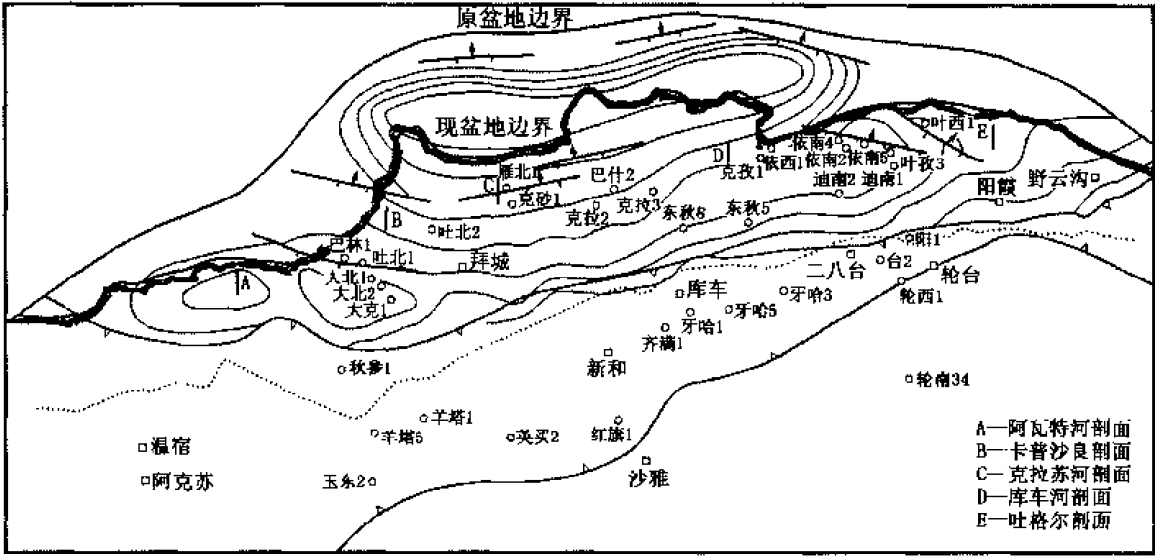 原盆地边界
现盆地边界
叶西1
E
依南4
D
克孜1
依西1
依南2
依南5
叶孜3
雁北1
C
克砂1
巴什2
克拉2
克拉3
迪南2
迪南1
阳霞
野云沟
B
吐北2
东秋8
东秋5
巴林1
吐北1
拜城
阳1
二八台
台2
轮台
A
大北1
大北2
大克1
库车
牙哈3
轮西1
牙哈1
牙哈5
齐满1
新和
秋参1
轮南34
羊塔1
羊塔5
英买2
红旗1
温宿
阿克苏
玉东2
沙雅
A—阿瓦特河剖面
B—卡普沙良剖面
C—克拉苏河剖面
D—库车河剖面
E—吐格尔剖面